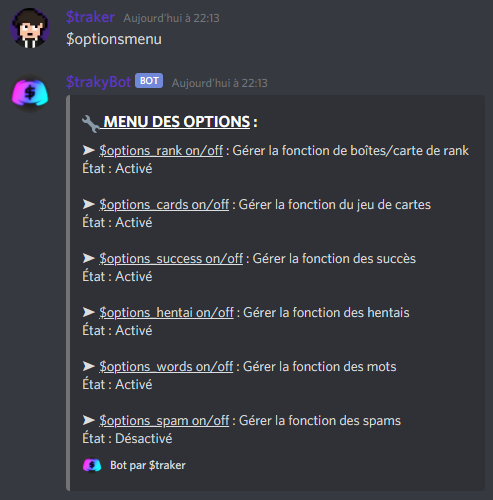 $traker Aujourd'hui à 22:13
$optionsmenu
$trakyBot BOT Aujourd'hui à 22:13
MENU DES OPTIONS :
➤ $options_rank on/off : Gérer la fonction de boîtes/carte de rank
État : Activé
➤ $options_cards on/off : Gérer la fonction du jeu de cartes
État : Activé
➤ $options_success on/off : Gérer la fonction des succès
État : Activé
➤ $options_hentai on/off : Gérer la fonction des hentais
État : Activé
➤ $options_words on/off : Gérer la fonction des mots
État : Activé
➤ $options_spam on/off : Gérer la fonction des spams
État : Désactivé
Bot par $traker